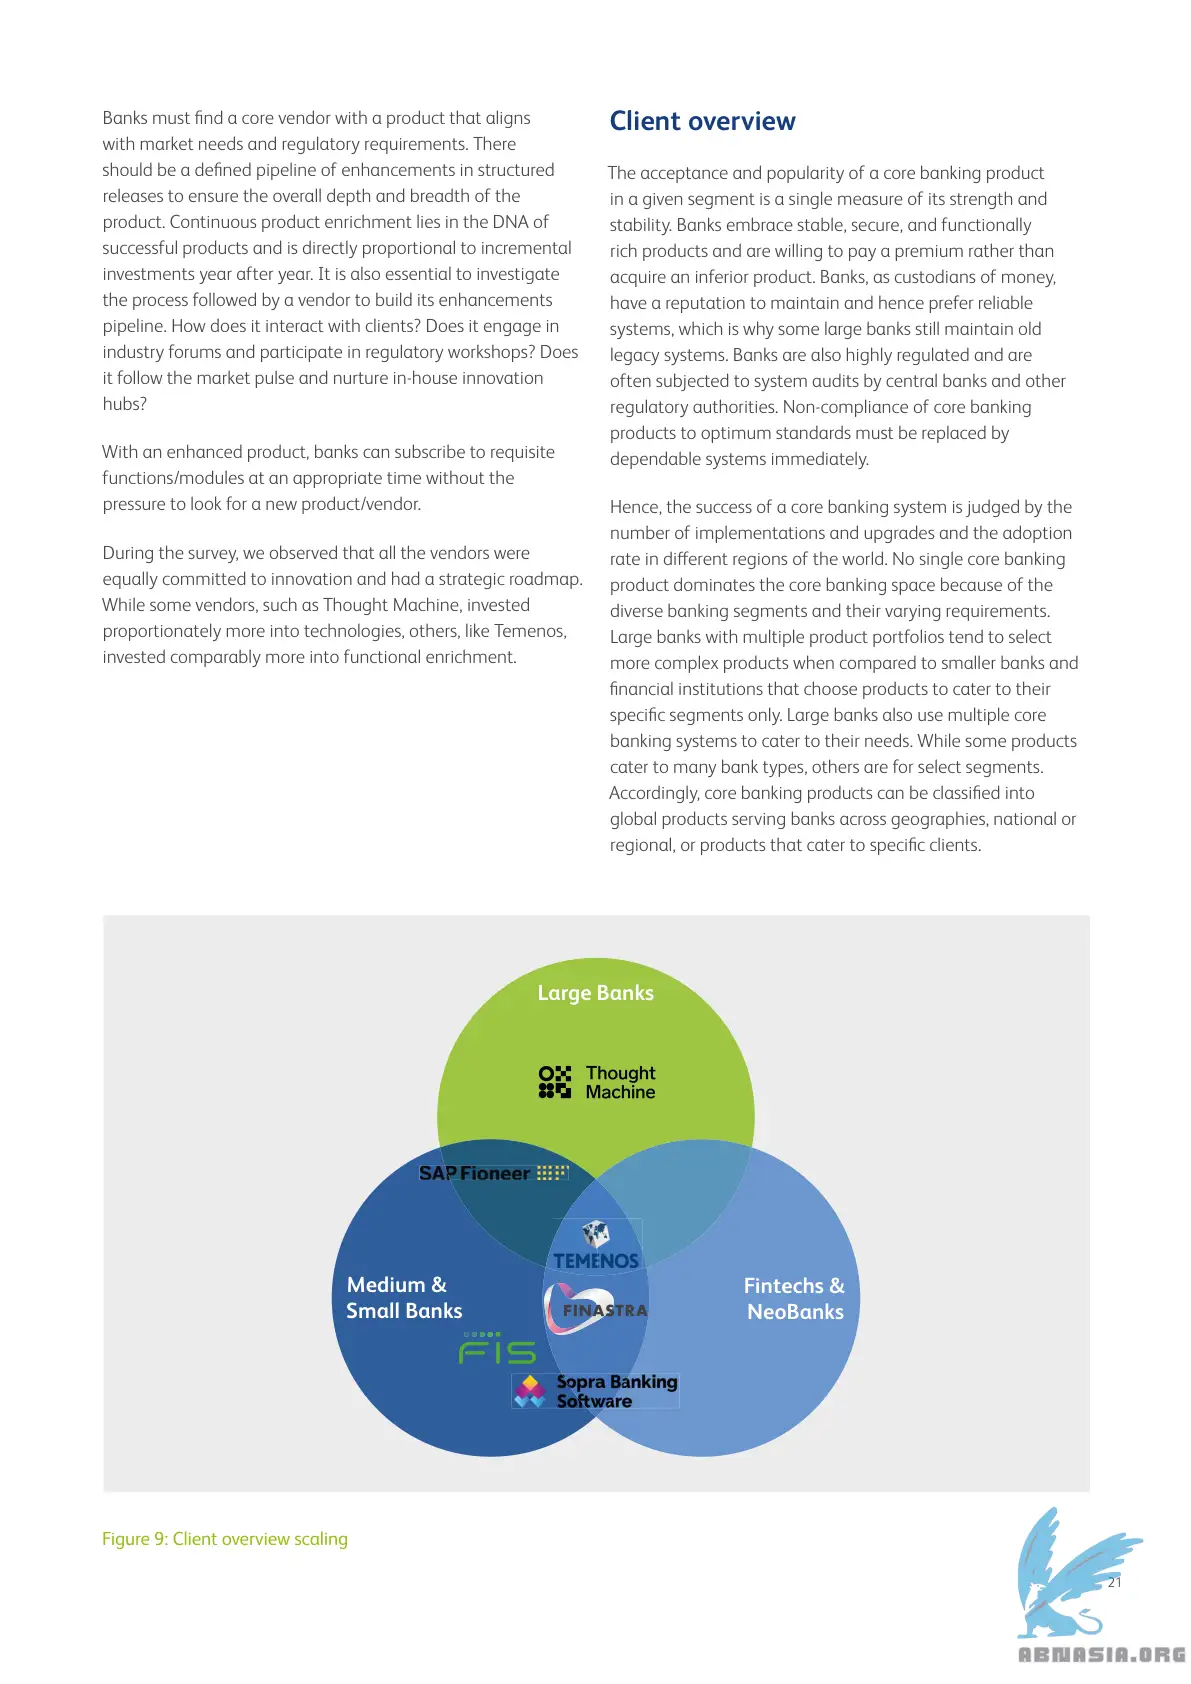 Banks must find a core vendor with a product that aligns
with market needs and regulatory requirements. There
should be a defined pipeline of enhancements in structured
releases to ensure the overall depth and breadth of the
product. Continuous product enrichment lies in the DNA of
successful products and is directly proportional to incremental
investments year after year. It is also essential to investigate
the process followed by a vendor to build its enhancements
pipeline. How does it interact with clients? Does it engage in
industry forums and participate in regulatory workshops? Does
it follow the market pulse and nurture in-house innovation
hubs?
With an enhanced product, banks can subscribe to requisite
functions/modules at an appropriate time without the
pressure to look for a new product/vendor.
During the survey, we observed that all the vendors were
equally committed to innovation and had a strategic roadmap.
While some vendors, such as Thought Machine, invested
proportionately more into technologies, others, like Temenos,
invested comparably more into functional enrichment.
Client overview
The acceptance and popularity of a core banking product
in a given segment is a single measure of its strength and
stability. Banks embrace stable, secure, and functionally
rich products and are willing to pay a premium rather than
acquire an inferior product. Banks, as custodians of money,
have a reputation to maintain and hence prefer reliable
systems, which is why some large banks still maintain old
legacy systems. Banks are also highly regulated and are
often subjected to system audits by central banks and other
regulatory authorities. Non-compliance of core banking
products to optimum standards must be replaced by
dependable systems immediately.
Hence, the success of a core banking system is judged by the
number of implementations and upgrades and the adoption
rate in different regions of the world. No single core banking
product dominates the core banking space because of the
diverse banking segments and their varying requirements.
Large banks with multiple product portfolios tend to select
more complex products when compared to smaller banks and
financial institutions that choose products to cater to their
specific segments only. Large banks also use multiple core
banking systems to cater to their needs. While some products
cater to many bank types, others are for select segments.
Accordingly, core banking products can be classified into
global products serving banks across geographies, national or
regional, or products that cater to specific clients.
Large Banks
Thought
Machine
SAP Fioneer
TEMENOS
Medium &
Small Banks
Fintechs &
NeoBanks
FINASTRA
FIS
Sopra Banking
Software
Figure 9: Client overview scaling
21
ABNASIA.ORG